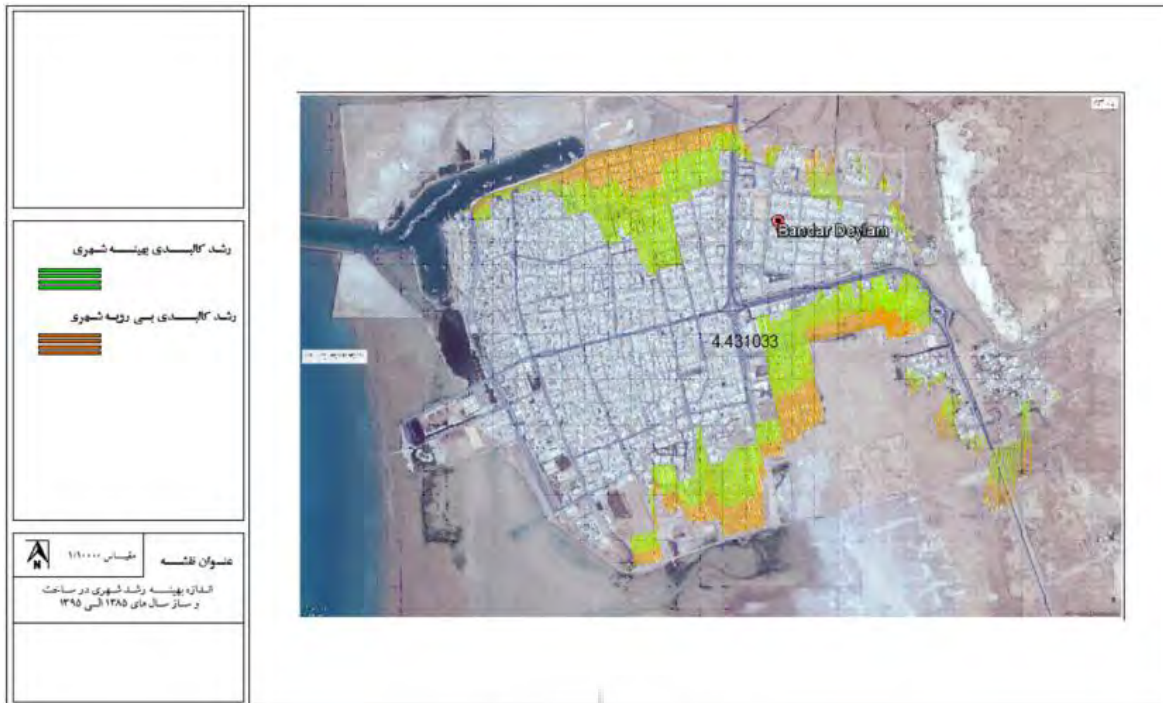 رشد کالبدی بهینه شهری
رشد کالبدی بی رویه شهری
Bandar Deylam
4.431033
عنوان نقشه
مقیاس ۱:۱۰۰۰۰
N
اندازه بهینه رشد شهری در ساخت
و ساز سال های ۱۳۸۵ الی ۱۳۹۵